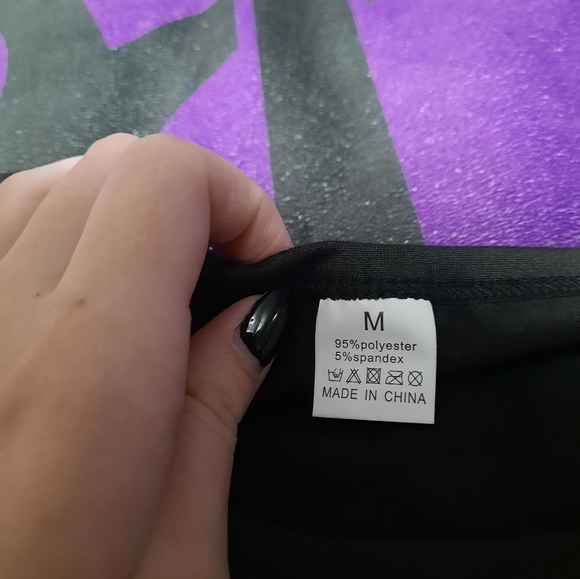 M
95%polyester
5%spandex
MADE IN CHINA